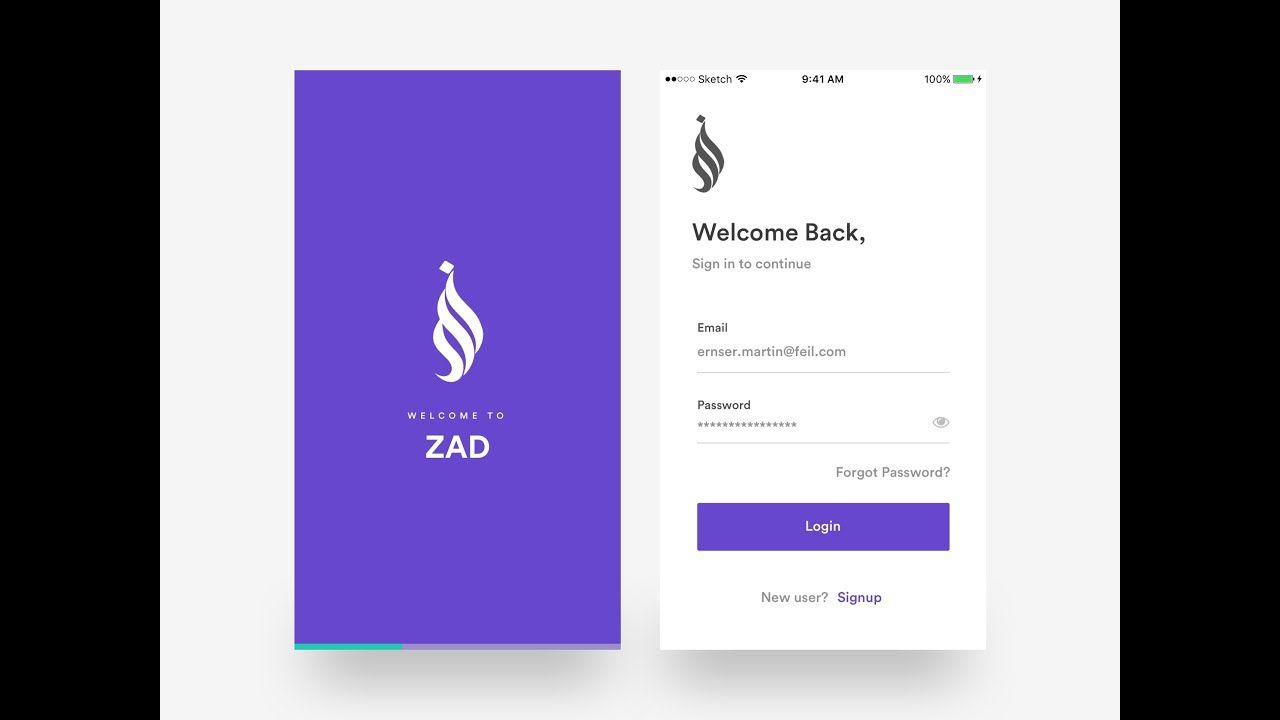 WELCOME TO
ZAD
Sketch 9:41 AM 100%
Welcome Back,
Sign in to continue
Email
ernser.martin@feil.com
Password
****************
Forgot Password?
Login
New user? Signup